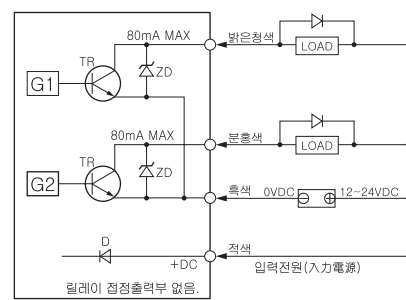 80mA MAX
밝은청색
LOAD
TR
ZD
G1
80mA MAX
분홍색
LOAD
TR
ZD
G2
흑색
0VDC
12~24VDC
D
+DC
적색
입력전원(入力電源)
릴레이 접점출력부 없음.